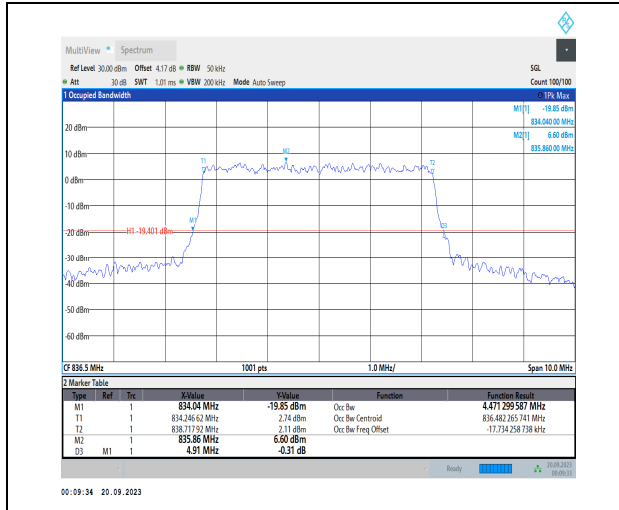 MultiView Spectrum
Ref Level 30.00 dBm Offset 4.17 dB RBW 50 kHz SGL
Att 30 dB SWT 1.01 ms VBW 200 kHz Mode Auto Sweep Count 100/100
1 Occupied Bandwidth 1Pk Max
M1[1] -19.85 dBm
834.040 00 MHz
20 dBm
M2[1] 6.60 dBm
835.860 00 MHz
10 dBm
M2
T1
T2
0 dBm
-10 dBm
M1
D3
-20 dBm
H1 -19.401 dBm
-30 dBm
-40 dBm
-50 dBm
-60 dBm
CF 836.5 MHz 1001 pts 1.0 MHz/ Span 10.0 MHz
2 Marker Table
Type Ref Trc X-Value Y-Value Function Function Result
M1 1 834.04 MHz -19.85 dBm Occ Bw 4.471 299 587 MHz
T1 1 834.246 62 MHz 2.74 dBm Occ Bw Centroid 836.482 265 741 MHz
T2 1 838.717 92 MHz 2.11 dBm Occ Bw Freq Offset -17.734 258 738 kHz
M2 1 835.86 MHz 6.60 dBm
D3 M1 1 4.91 MHz -0.31 dB
Ready 20.09.2023
00:09:33
00:09:34 20.09.2023